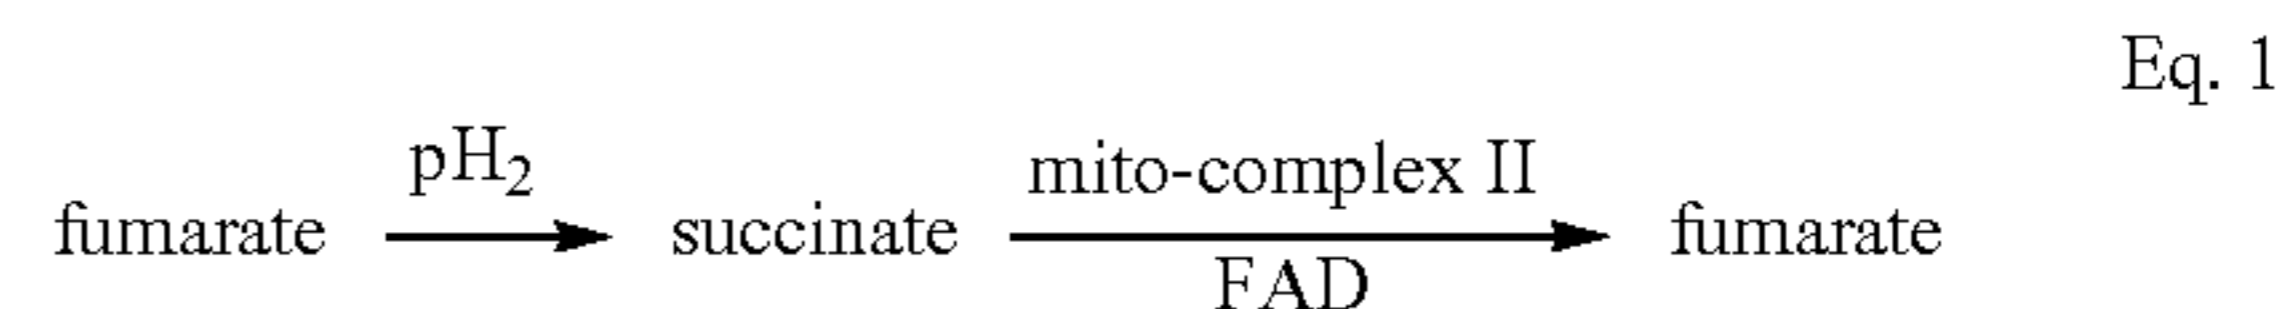 Eq. 1
pH₂
mito-complex II
fumarate → succinate → fumarate
FAD